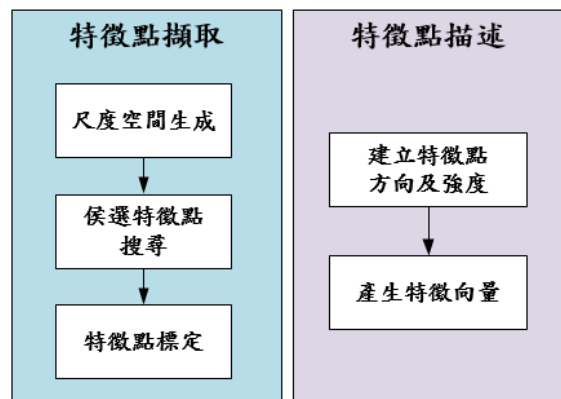 特徵點擷取
尺度空間生成
侯選特徵點
搜尋
特徵點標定
特徵點描述
建立特徵點
方向及強度
產生特徵向量